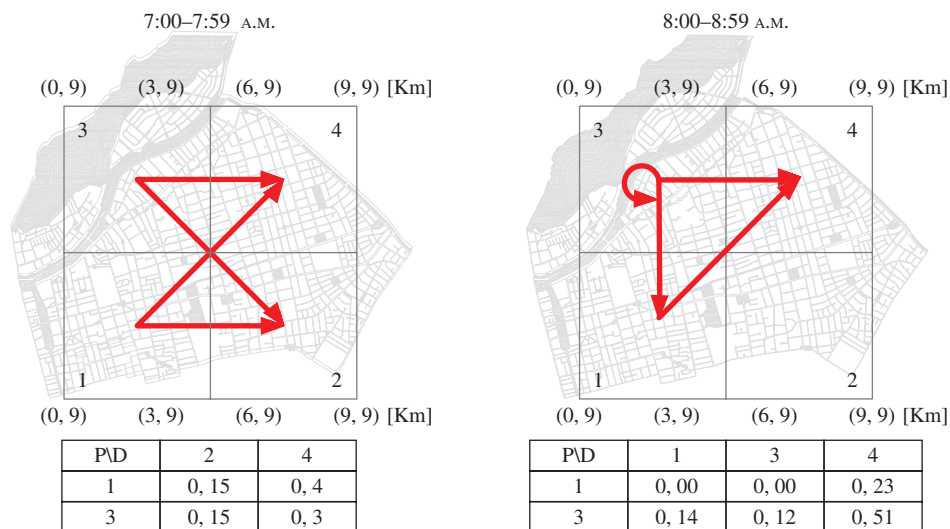 7:00–7:59 A.M.
(0, 9) (3, 9) (6, 9) (9, 9) [Km]
3 4
1 2
(0, 9) (3, 9) (6, 9) (9, 9) [Km]
P\D 2 4
1 0, 15 0, 4
3 0, 15 0, 3
8:00–8:59 A.M.
(0, 9) (3, 9) (6, 9) (9, 9) [Km]
3 4
1 2
(0, 9) (3, 9) (6, 9) (9, 9) [Km]
P\D 1 3 4
1 0, 00 0, 00 0, 23
3 0, 14 0, 12 0, 51